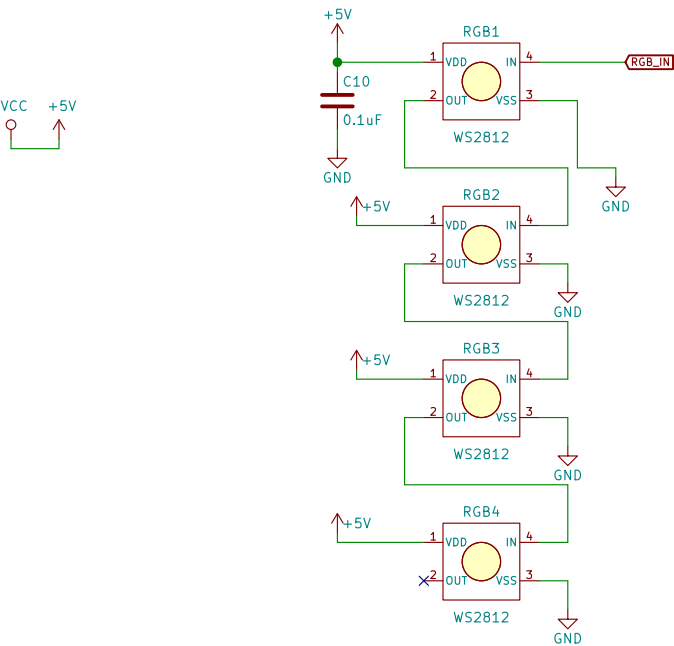 VCC +5V
+5V
C10
0.1uF
GND
RGB1
1 VDD IN 4
2 OUT VSS 3
WS2812
RGB_IN
GND
+5V
RGB2
1 VDD IN 4
2 OUT VSS 3
WS2812
GND
+5V
RGB3
1 VDD IN 4
2 OUT VSS 3
WS2812
GND
+5V
RGB4
1 VDD IN 4
2 OUT VSS 3
WS2812
GND